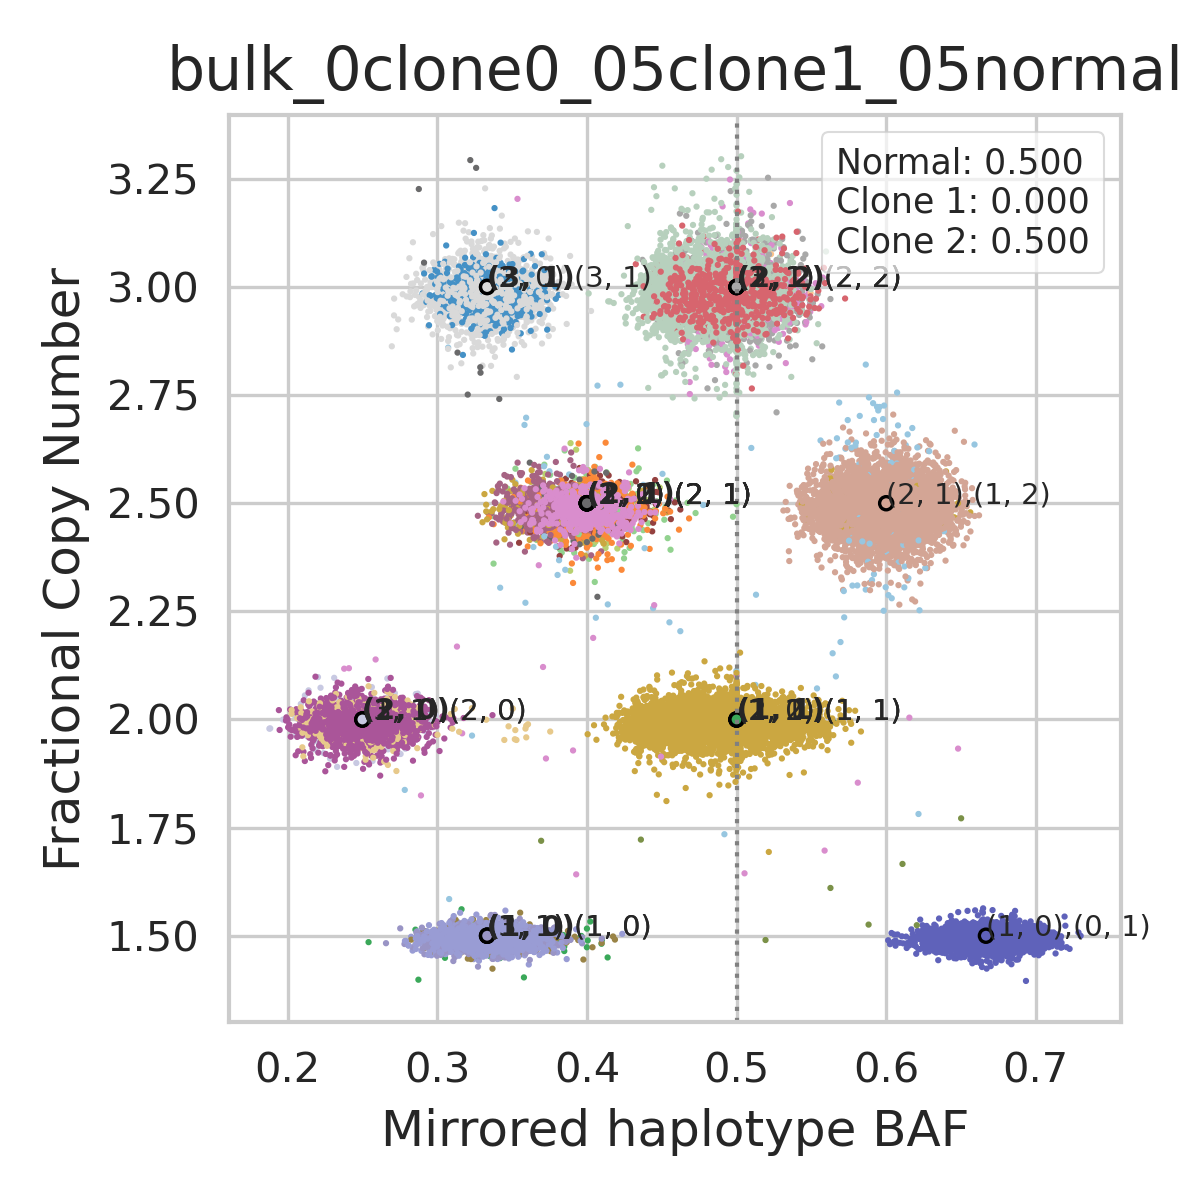 bulk_0clone0_05clone1_05normal
Normal: 0.500
Clone 1: 0.000
Clone 2: 0.500
3.25
3.00
2.75
2.50
2.25
2.00
1.75
1.50
Fractional Copy Number
(3, 1)
(2, 2)
(2, 1)
(2, 1),(1, 2)
(2, 0)
(1, 1)
(1, 0)
(1, 0),(0, 1)
0.2
0.3
0.4
0.5
0.6
0.7
Mirrored haplotype BAF